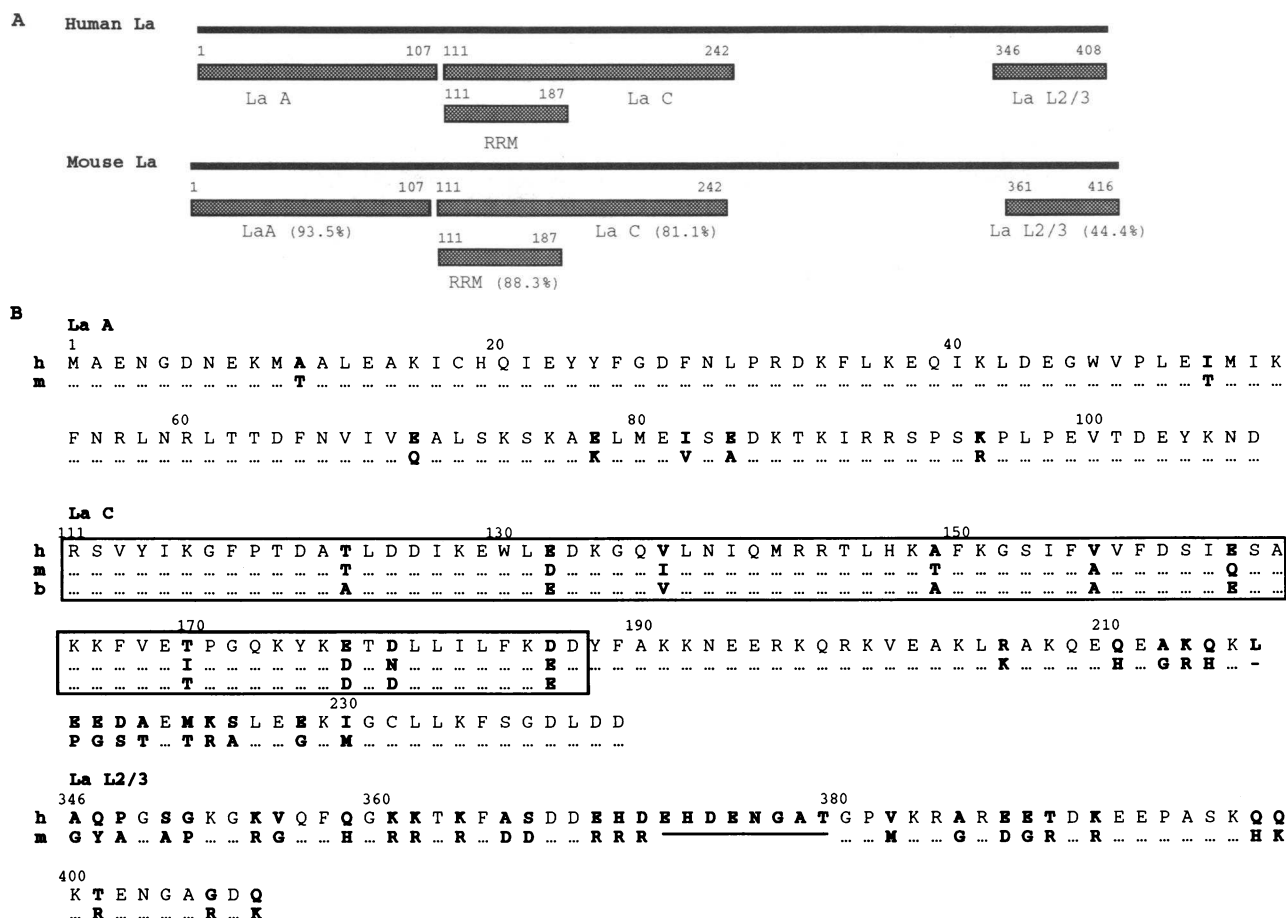 A Human La
1 107 111 242 346 408
La A La C La L2/3
111 187
RRM
Mouse La
1 107 111 242 361 416
LaA (93.5%) La C (81.1%) La L2/3 (44.4%)
111 187
RRM (88.3%)
B
La A
1 20 40
h M A E N G D N E K M A A L E A K I C H Q I E Y Y F G D F N L P R D K F L K E Q I K L D E G W V P L E I M I K
m … … … … … … … … … … T … … … … … … … … … … … … … … … … … … … … … … … … … … … … … … … … … … … … … … T … … …
60 80 100
F N R L N R L T T D F N V I V E A L S K S K A E L M E I S E D K T K I R R S P S K P L P E V T D E Y K N D
… … … … … … … … … … … … … … … Q … … … … … … … K … … … V … A … … … … … … … … … … R … … … … … … … … … … … …
La C
111 130 150
h R S V Y I K G F P T D A T L D D I K E W L E D K G Q V L N I Q M R R T L H K A F K G S I F V V F D S I E S A
m … … … … … … … … … … … … T … … … … … … … … D … … … … I … … … … … … … … … … … T … … … … … … A … … … … … Q … …
b … … … … … … … … … … … … A … … … … … … … … E … … … … V … … … … … … … … … … … A … … … … … … A … … … … … E … …
170 190 210
K K F V E T P G Q K Y K E T D L L I L F K D D Y F A K K N E E R K Q R K V E A K L R A K Q E Q E A K Q K L
… … … … … I … … … … … … D … N … … … … … … E … … … … … … … … … … … … … … … … … … … K … … … … H … G R H … -
… … … … … T … … … … … … D … D … … … … … … E …
230
E E D A E M K S L E E K I G C L L K F S G D L D D
P G S T … T R A … … G … M … … … … … … … … … … … …
La L2/3
346 360 380
h A Q P G S G K G K V Q F Q G K K T K F A S D D E H D E H D E N G A T G P V K R A R E E T D K E E P A S K Q Q
m G Y A … A P … … R G … … H … R R … R … D D … … R R R … … M … … G … D G R … R … … … … … … H K
400
K T E N G A G D Q
… R … … … … R … K